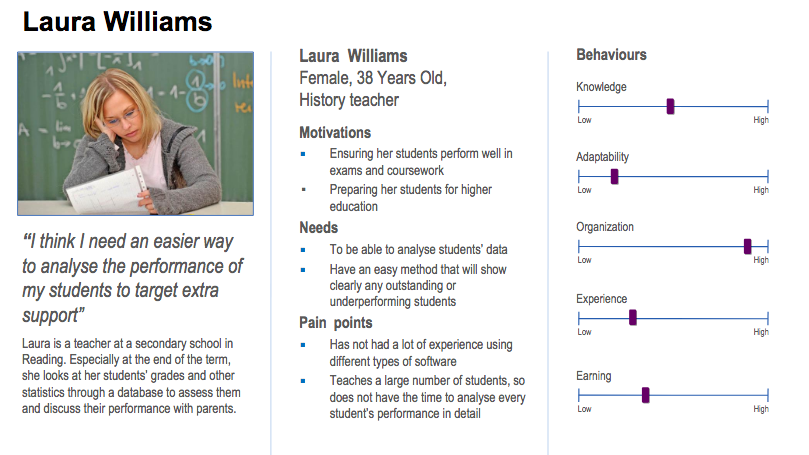 Laura Williams
“I think I need an easier way
to analyse the performance of
my students to target extra
support”
Laura is a teacher at a secondary school in
Reading. Especially at the end of the term,
she looks at her students’ grades and other
statistics through a database to assess them
and discuss their performance with parents.
Laura Williams
Female, 38 Years Old,
History teacher
Motivations
Ensuring her students perform well in
exams and coursework
Preparing her students for higher
education
Needs
To be able to analyse students’ data
Have an easy method that will show
clearly any outstanding or
underperforming students
Pain points
Has not had a lot of experience using
different types of software
Teaches a large number of students, so
does not have the time to analyse every
student’s performance in detail
Behaviours
Knowledge
Low High
Adaptability
Low High
Organization
Low High
Experience
Low High
Earning
Low High